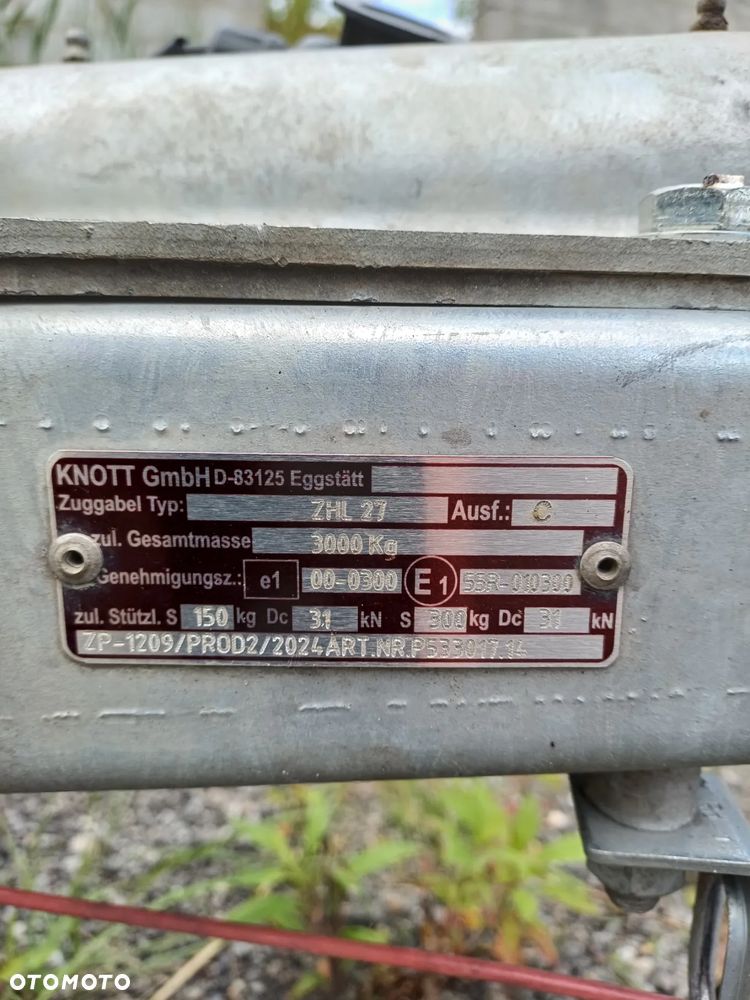 KNOTT GmbH D-83125 Eggstätt
Zuggabel Typ: ZHL 27 Ausf.: C
zul. Gesamtmasse 3000 Kg
Genehmigungsz.: e1 00-0300 E1 55R-010300
zul. Stützl. S 150 kg Dc 31 kN S 300 kg Dc 31 kN
ZP-1209/PROD2/2024 ART.NR.P533017.14
OTOMOTO